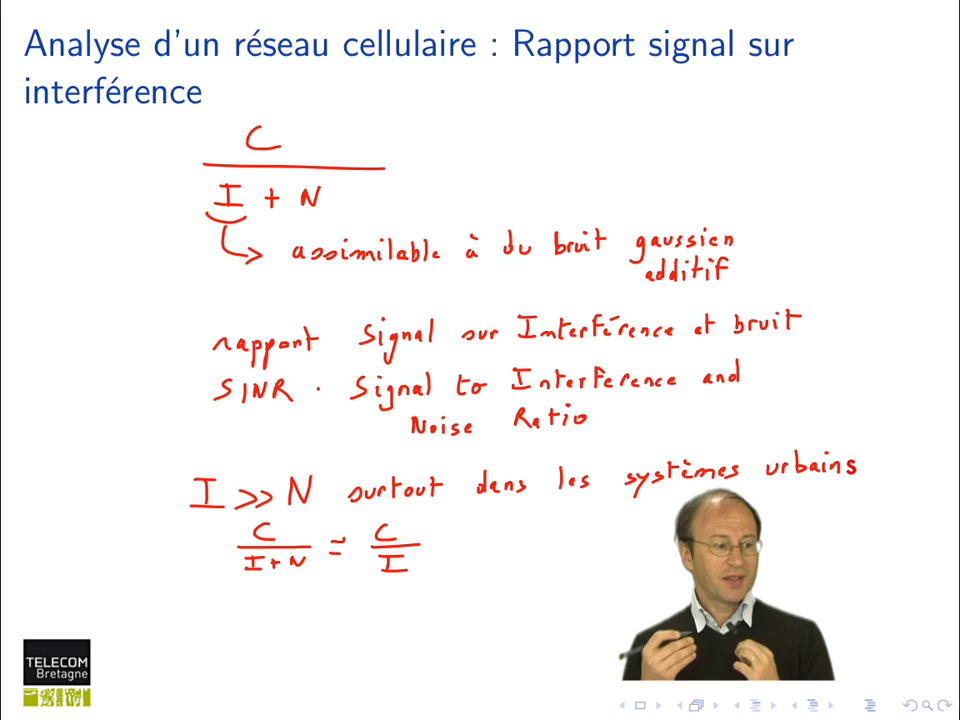 Analyse d'un réseau cellulaire : Rapport signal sur
interférence
C
I + N
assimilable à du bruit gaussien
additif
rapport Signal sur Interférence et bruit
SINR . Signal to Interference and
Noise Ratio
I >> N surtout dans les systèmes urbains
C/I+N ≃ C/I
TELECOM
Bretagne